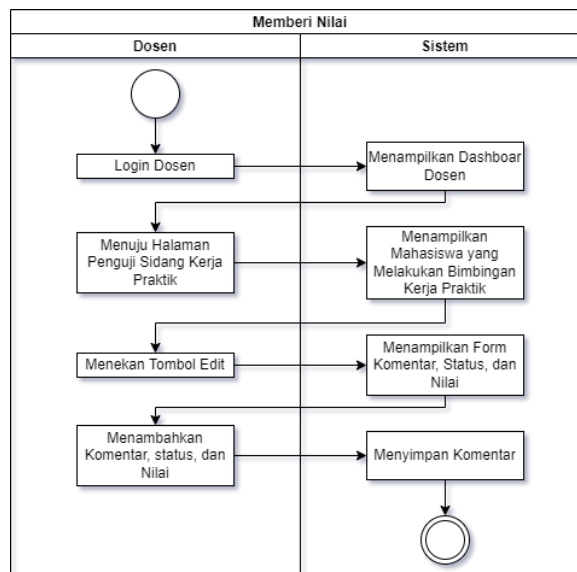 Memberi Nilai
Dosen
Sistem
Login Dosen
Menampilkan Dashboar
Dosen
Menuju Halaman
Penguji Sidang Kerja
Praktik
Menampilkan
Mahasiswa yang
Melakukan Bimbingan
Kerja Praktik
Menekan Tombol Edit
Menampilkan Form
Komentar, Status, dan
Nilai
Menambahkan
Komentar, status, dan
Nilai
Menyimpan Komentar